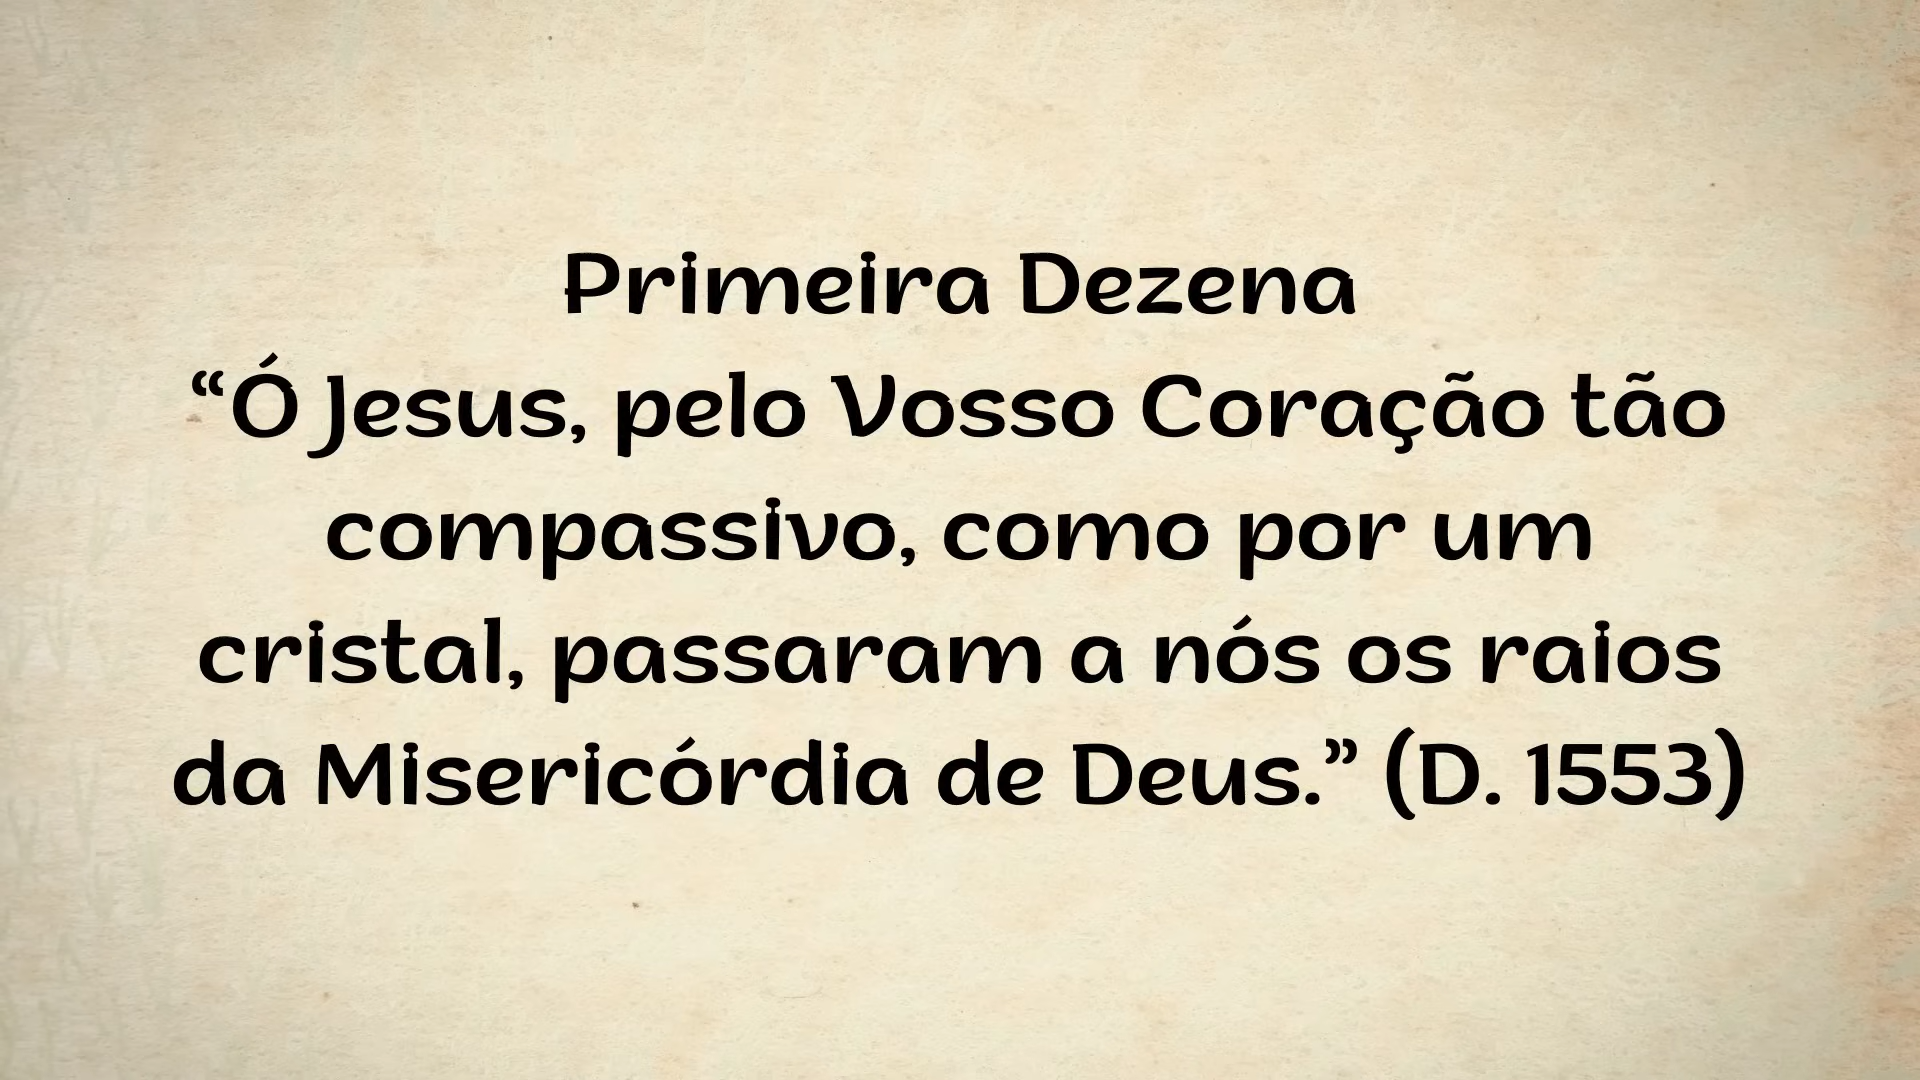 Primeira Dezena
“Ó Jesus, pelo Vosso Coração tão
compassivo, como por um
cristal, passaram a nós os raios
da Misericórdia de Deus.” (D. 1553)